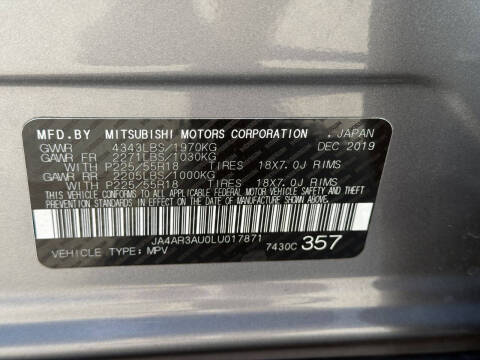 MFD.BY MITSUBISHI MOTORS CORPORATION . JAPAN
GVWR 4343LBS/1970KG DEC 2019
GAWR FR 2271LBS/1030KG
WITH P225/55R18 TIRES 18X7.0J RIMS
GAWR RR 2205LBS/1000KG
WITH P225/55R18 TIRES 18X7.0J RIMS
THIS VEHICLE CONFORMS TO ALL APPLICABLE FEDERAL MOTOR VEHICLE SAFETY AND THEFT
PREVENTION STANDARDS IN EFFECT ON THE DATE OF MANUFACTURE SHOWN ABOVE.
JA4AR3AU0LU017871
VEHICLE TYPE: MPV 7430C 357